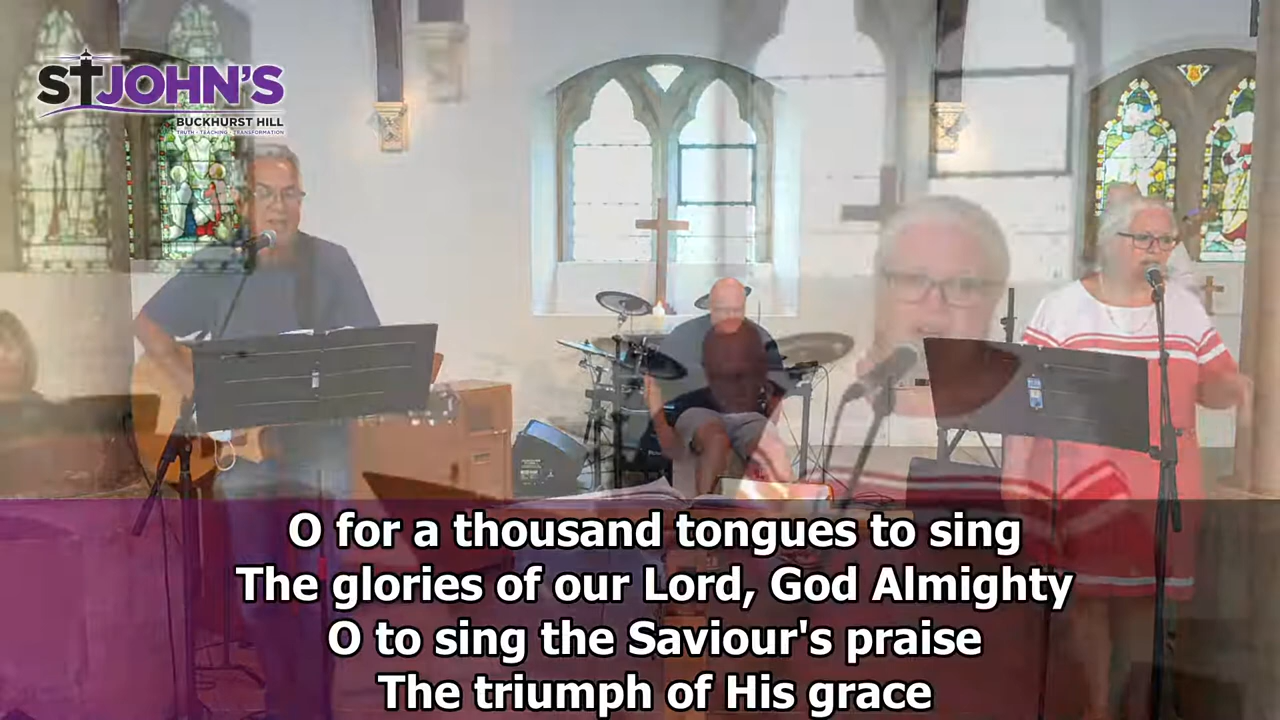 ST JOHN'S
BUCKHURST HILL
TRUTH · TEACHING · TRANSFORMATION
O for a thousand tongues to sing
The glories of our Lord, God Almighty
O to sing the Saviour's praise
The triumph of His grace